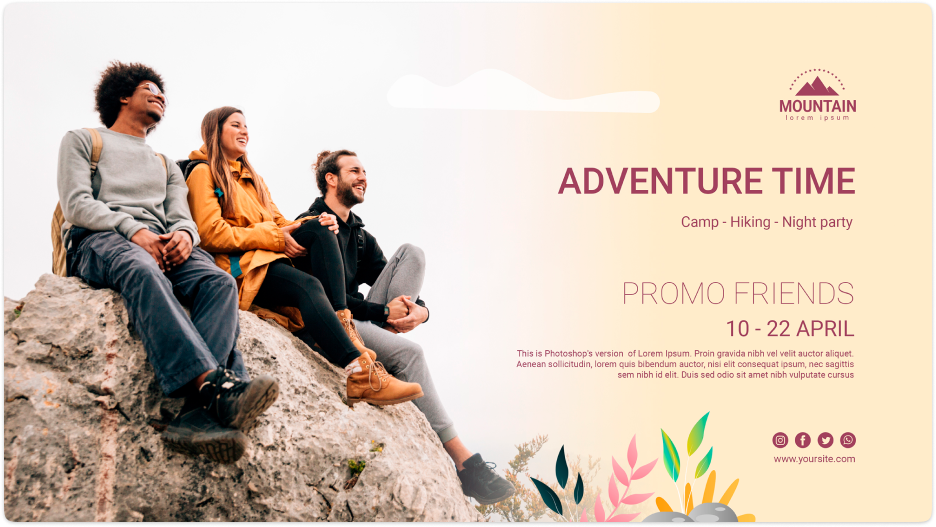 MOUNTAIN
lorem ipsum
ADVENTURE TIME
Camp - Hiking - Night party
PROMO FRIENDS
10 - 22 APRIL
This is Photoshop's version of Lorem Ipsum. Proin gravida nibh vel velit auctor aliquet.
Aenean sollicitudin, lorem quis bibendum auctor, nisi elit consequat ipsum, nec sagittis
sem nibh id elit. Duis sed odio sit amet nibh vulputate cursus
www.yoursite.com